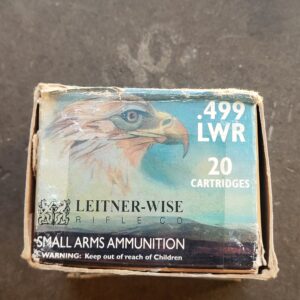 .499
LWR
20
CARTRIDGES
LEITNER-WISE
RIFLE CO
SMALL ARMS AMMUNITION
WARNING: Keep out of reach of Children